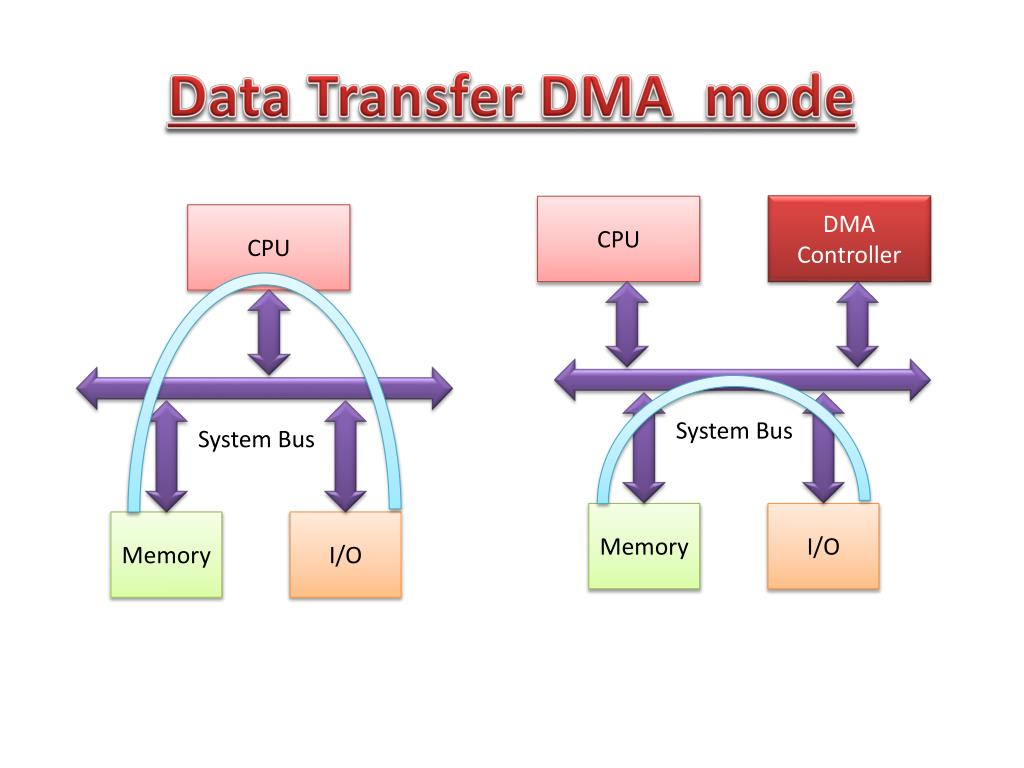 Data Transfer DMA  mode
CPU
System Bus
Memory
I/O
CPU
DMA
Controller
System Bus
Memory
I/O